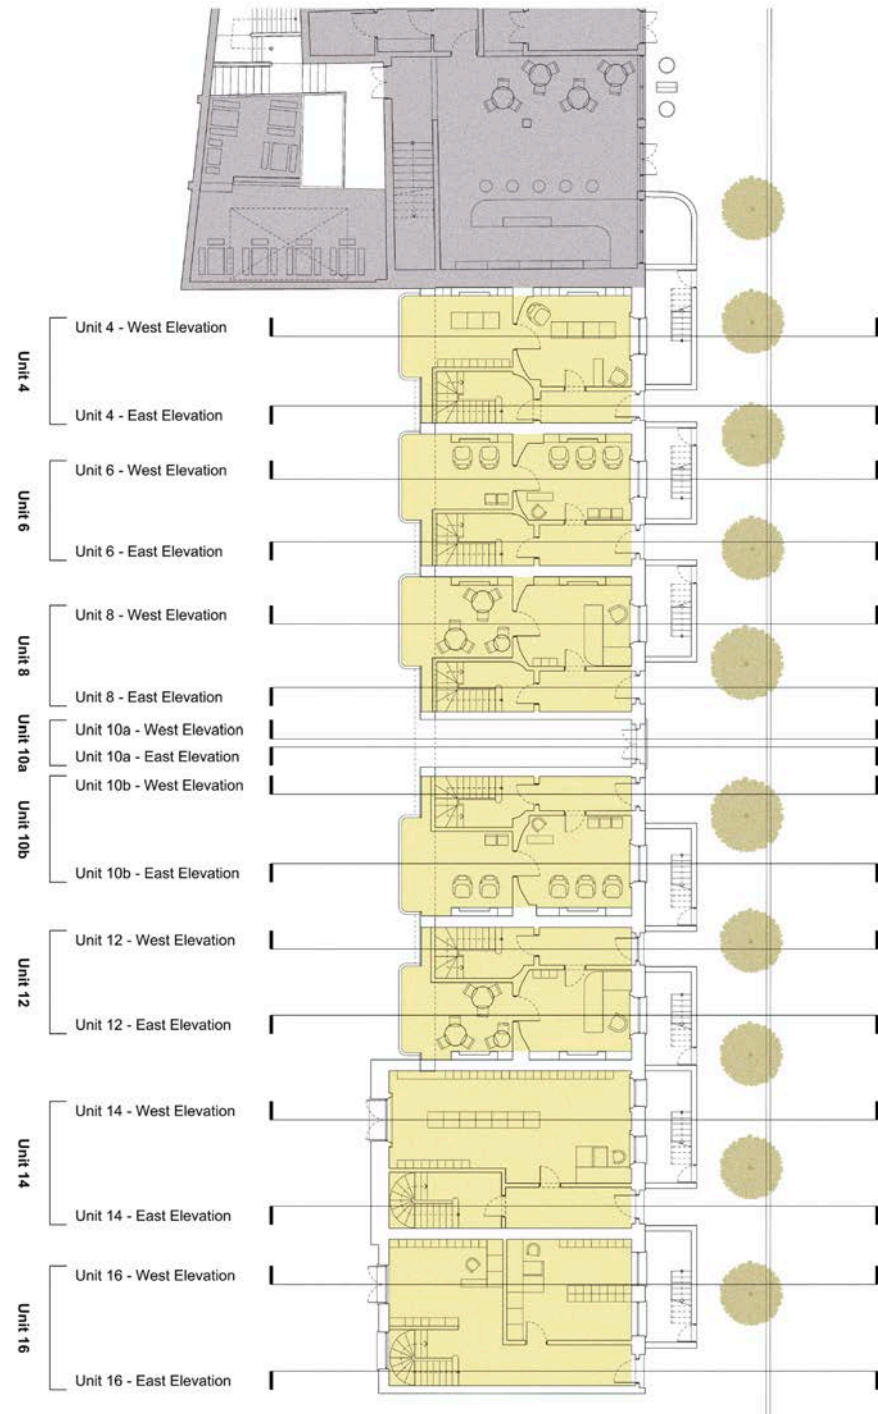 Unit 4
Unit 4 - West Elevation
Unit 4 - East Elevation
Unit 6
Unit 6 - West Elevation
Unit 6 - East Elevation
Unit 8
Unit 8 - West Elevation
Unit 8 - East Elevation
Unit 10a
Unit 10a - West Elevation
Unit 10a - East Elevation
Unit 10b
Unit 10b - West Elevation
Unit 10b - East Elevation
Unit 12
Unit 12 - West Elevation
Unit 12 - East Elevation
Unit 14
Unit 14 - West Elevation
Unit 14 - East Elevation
Unit 16
Unit 16 - West Elevation
Unit 16 - East Elevation